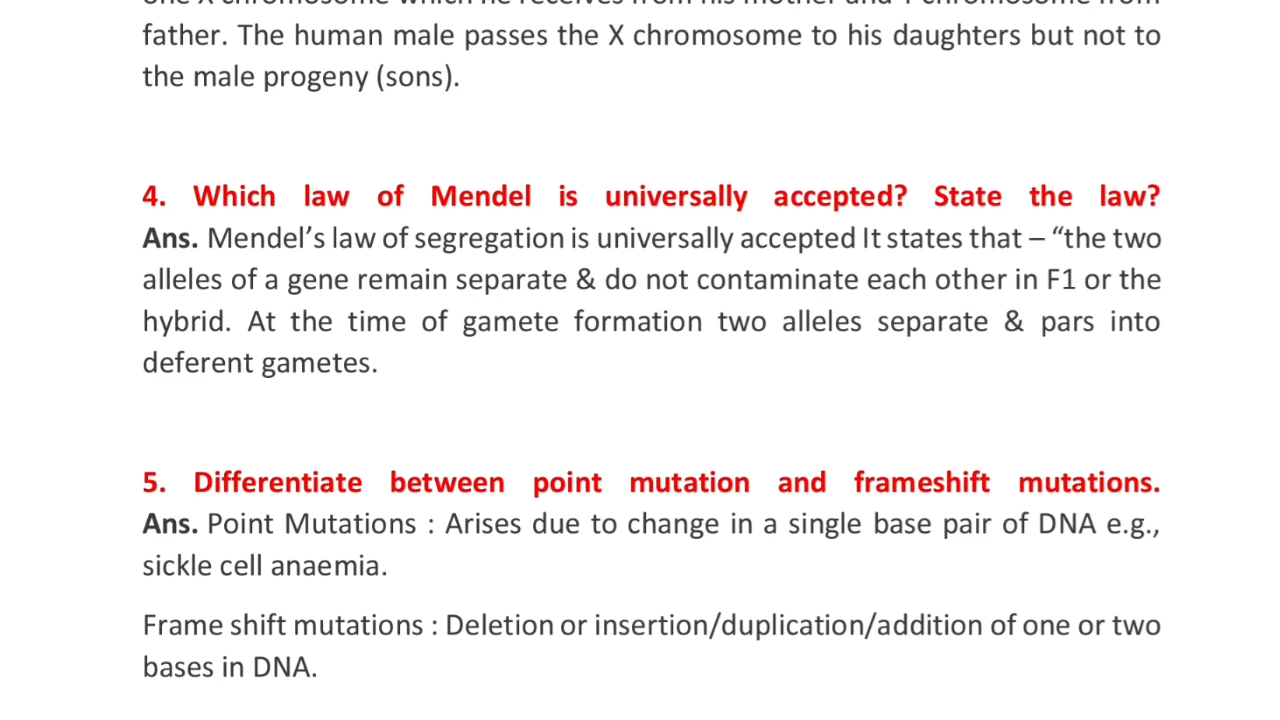 father. The human male passes the X chromosome to his daughters but not to
the male progeny (sons).
4. Which law of Mendel is universally accepted? State the law?
Ans. Mendel’s law of segregation is universally accepted It states that – “the two
alleles of a gene remain separate & do not contaminate each other in F1 or the
hybrid. At the time of gamete formation two alleles separate & pars into
deferent gametes.
5. Differentiate between point mutation and frameshift mutations.
Ans. Point Mutations : Arises due to change in a single base pair of DNA e.g.,
sickle cell anaemia.
Frame shift mutations : Deletion or insertion/duplication/addition of one or two
bases in DNA.